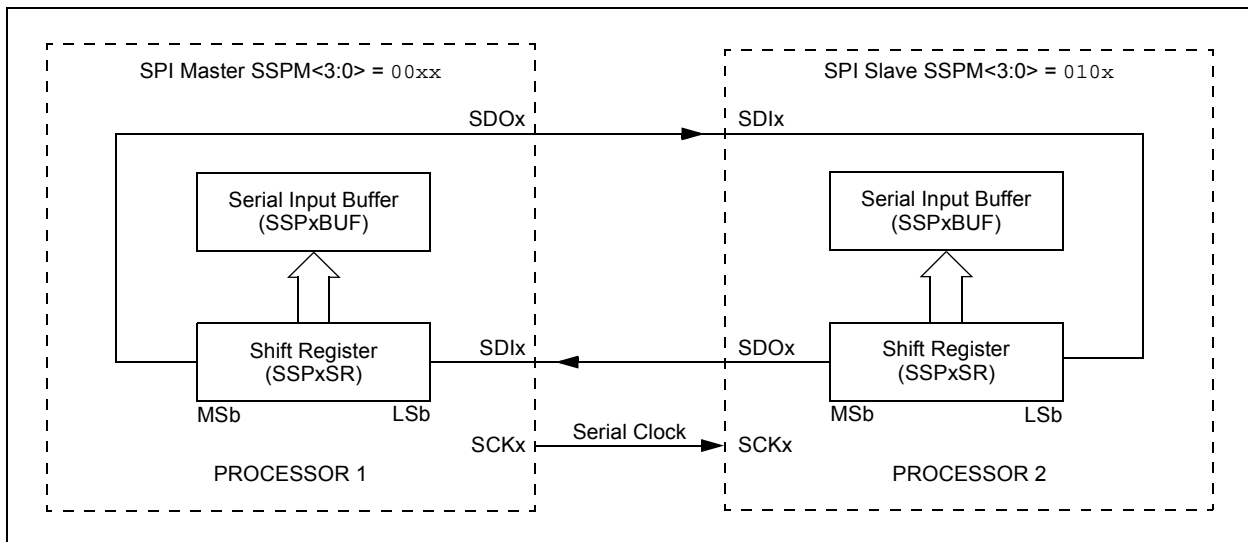 SPI Master SSPM<3:0> = 00xx
SPI Slave SSPM<3:0> = 010x
SDOx
SDIx
Serial Input Buffer
(SSPxBUF)
Serial Input Buffer
(SSPxBUF)
Shift Register
(SSPxSR)
SDIx
SDOx
Shift Register
(SSPxSR)
MSb
LSb
MSb
LSb
SCKx
Serial Clock
SCKx
PROCESSOR 1
PROCESSOR 2